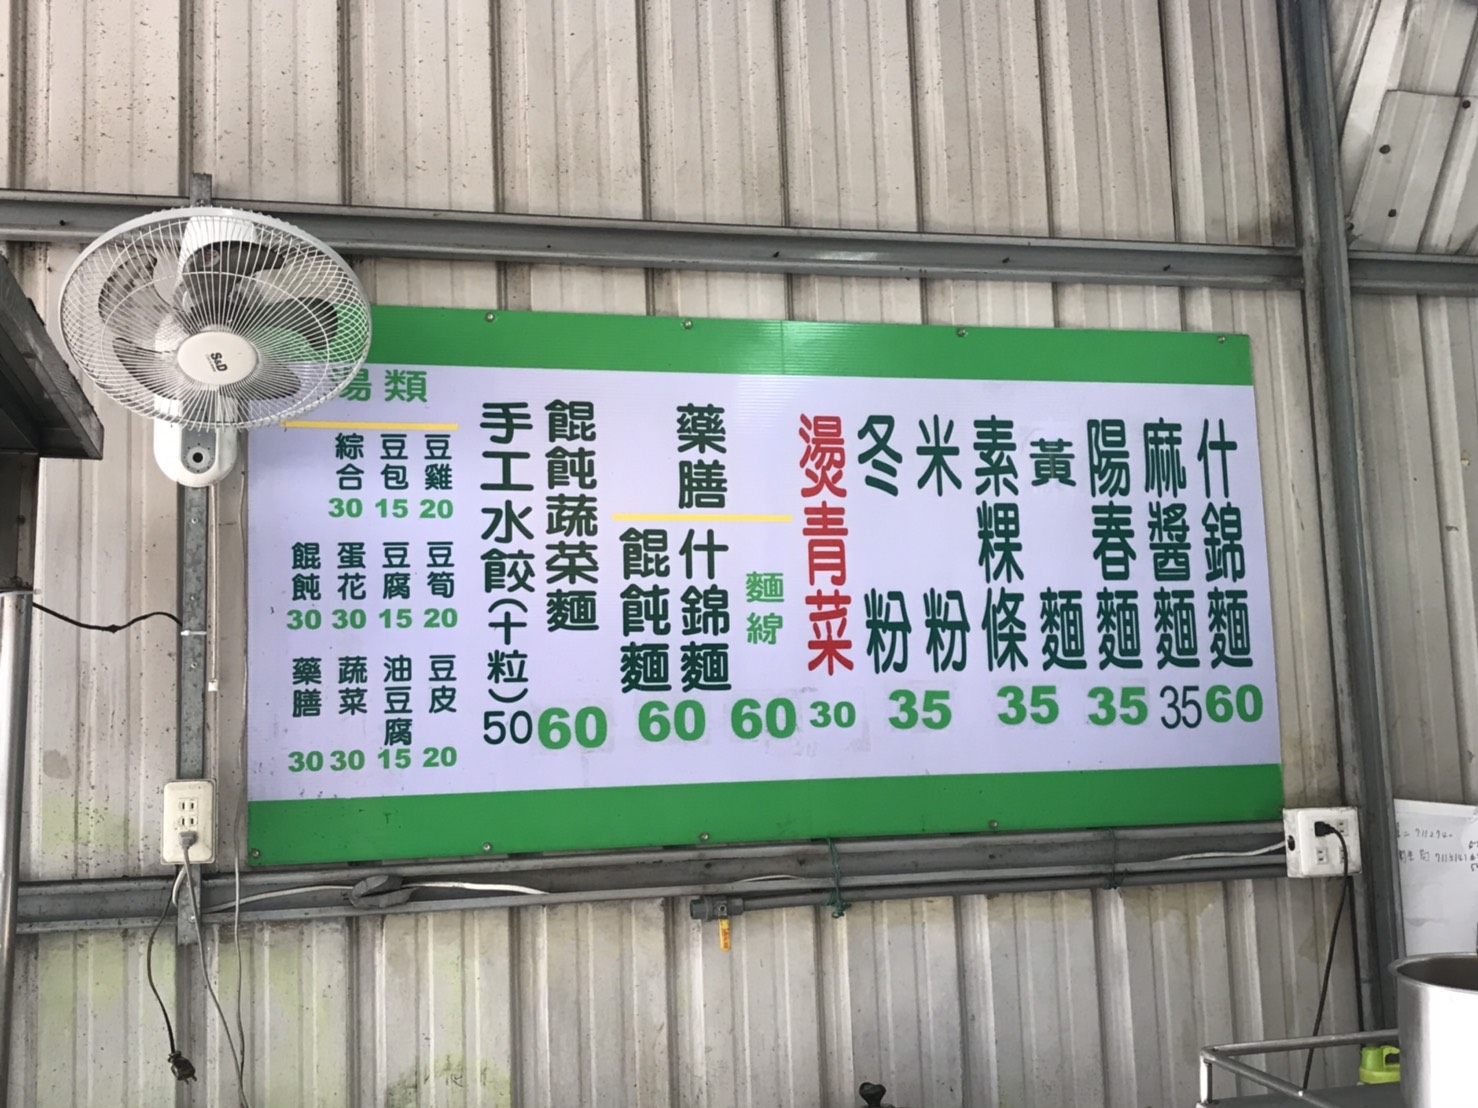 什錦麵 60
麻醬麵 35
陽春麵 35
黃麵
素粿條 35
米粉
冬粉 35
燙青菜 30
藥膳
麵線 60
什錦麵
餛飩麵 60
餛飩蔬菜麵 60
手工水餃(十粒) 50
湯類
豆雞 20
豆包 15
綜合 30
豆筍 20
豆腐 15
蛋花 30
餛飩 30
豆皮 20
油豆腐 15
蔬菜 30
藥膳 30
S&D